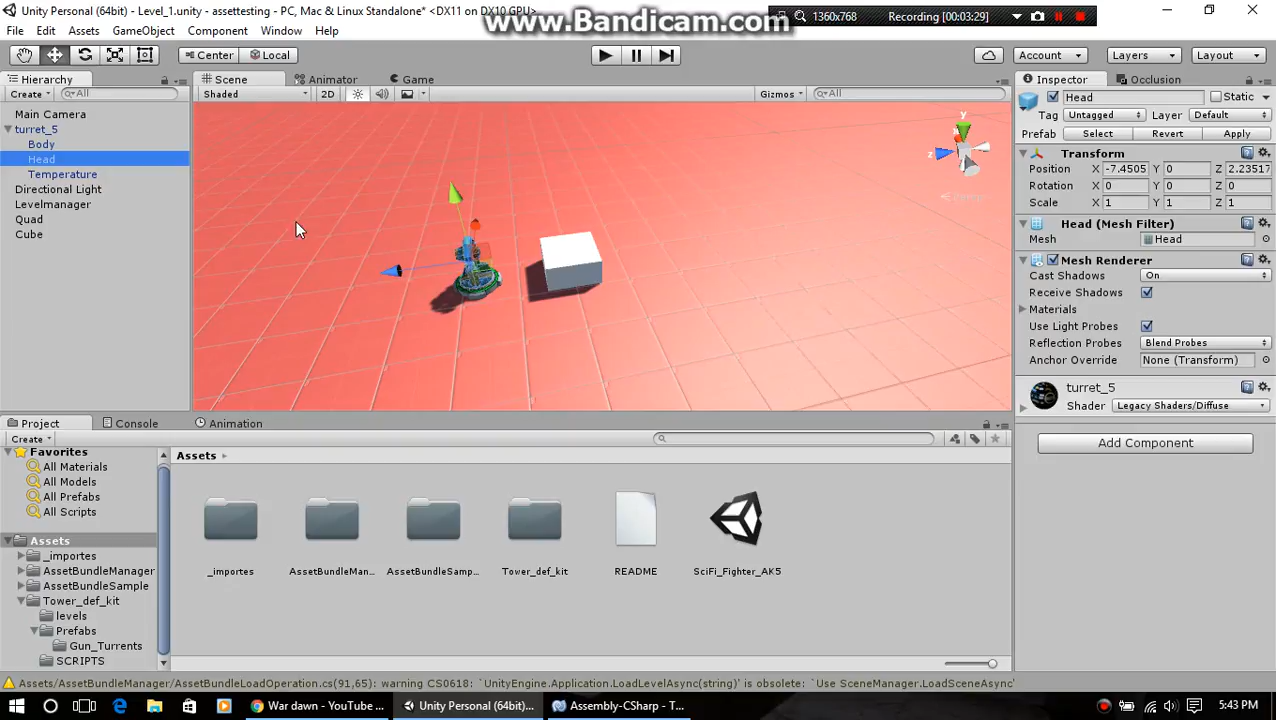 Unity Personal (64bit) - Level_1.unity - assettesting - PC, Mac & Linux Standalone* <DX11 on DX10 GPU>
www.Bandicam.com
1360x768
Recording [00:03:29]
File Edit Assets GameObject Component Window Help
Center Local
Account Layers Layout
Hierarchy
Create All
Main Camera
turret_5
Body
Head
Temperature
Directional Light
Levelmanager
Quad
Cube
Scene Animator Game
Shaded 2D Gizmos All
y
z
Inspector Occlusion
Head Static
Tag Untagged Layer Default
Prefab Select Revert Apply
Transform
Position X -7.4505 Y 0 Z 2.23517
Rotation X 0 Y 0 Z 0
Scale X 1 Y 1 Z 1
Head (Mesh Filter)
Mesh Head
Mesh Renderer
Cast Shadows On
Receive Shadows
Materials
Use Light Probes
Reflection Probes Blend Probes
Anchor Override None (Transform)
turret_5
Shader Legacy Shaders/Diffuse
Add Component
Project Console Animation
Create
Favorites
All Materials
All Models
All Prefabs
All Scripts
Assets
_importes
AssetBundleManager
AssetBundleSample
Tower_def_kit
levels
Prefabs
Gun_Turrents
SCRIPTS
Assets
_importes AssetBundleMan... AssetBundleSamp... Tower_def_kit README SciFi_Fighter_AK5
Assets/AssetBundleManager/AssetBundleLoadOperation.cs(91,65): warning CS0618: `UnityEngine.Application.LoadLevelAsync(string)' is obsolete: `Use SceneManager.LoadSceneAsync'
War dawn - YouTube ... Unity Personal (64bit)... Assembly-CSharp - T...
5:43 PM